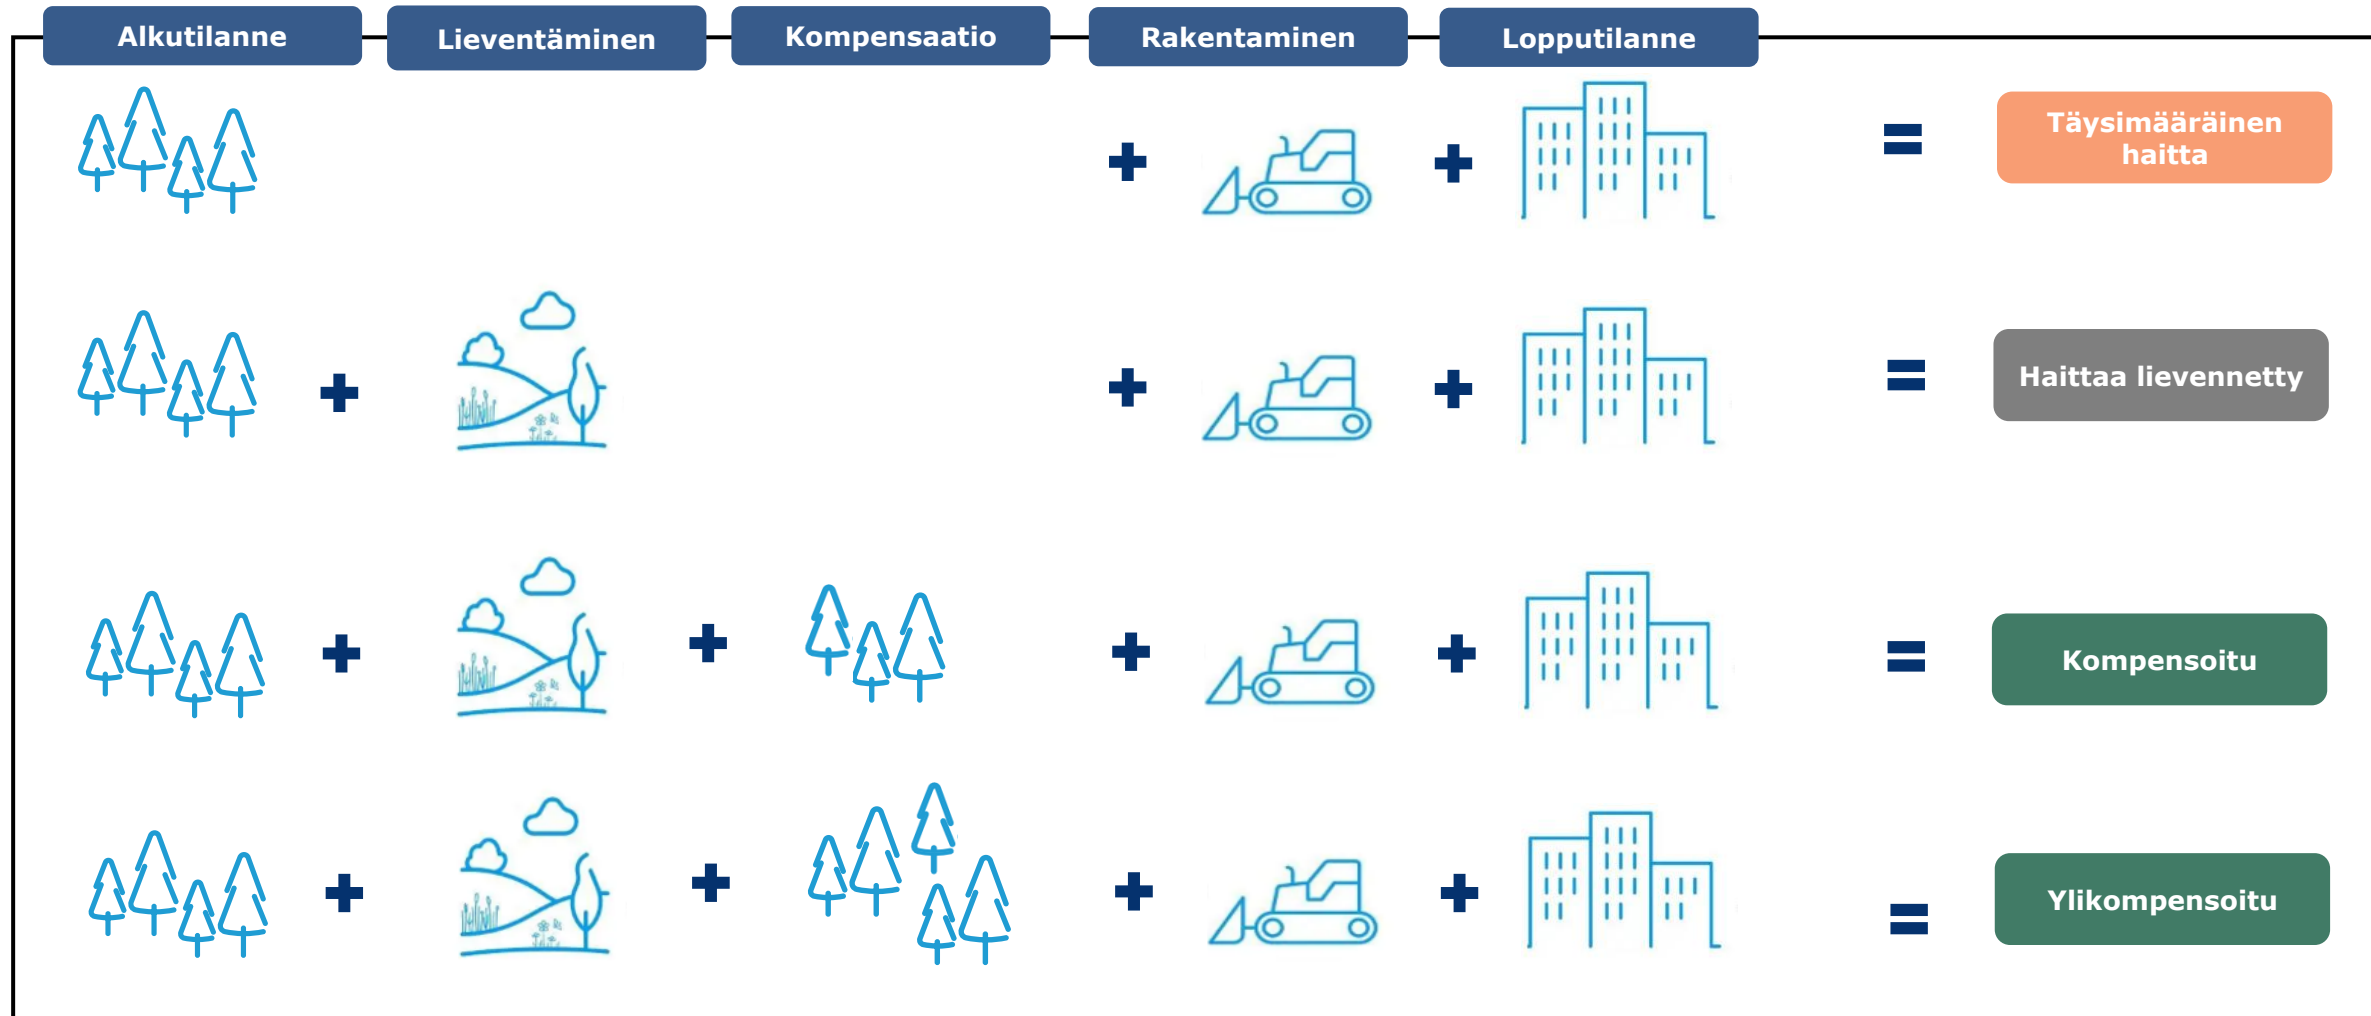 Alkutilanne
Lieventäminen
Kompensaatio
Rakentaminen
Lopputilanne
Täysimääräinen
haitta
Haittaa lievennetty
Kompensoitu
Ylikompensoitu